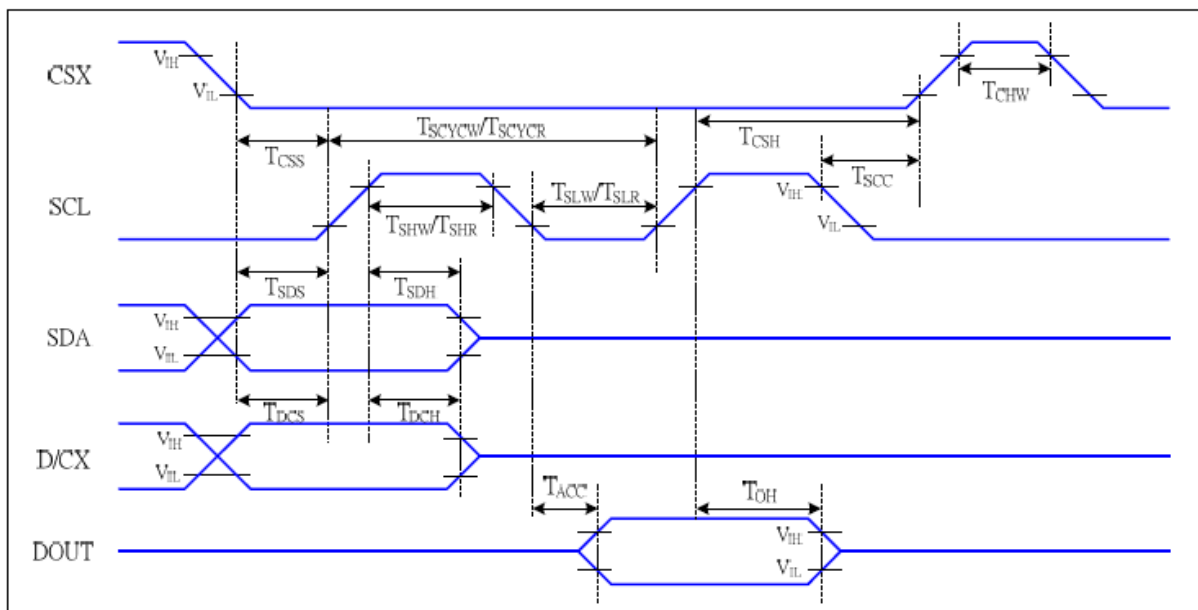 CSX
VIH
VIL
TCHW
TCSS
TSCYCW/TSCYCR
TCSH
TSCC
SCL
TSHW/TSHR
TSLW/TSLR
VIH
VIL
TSDS
TSDH
SDA
VIH
VIL
TDCS
TDCH
D/CX
VIH
VIL
TACC
TOH
DOUT
VIH
VIL